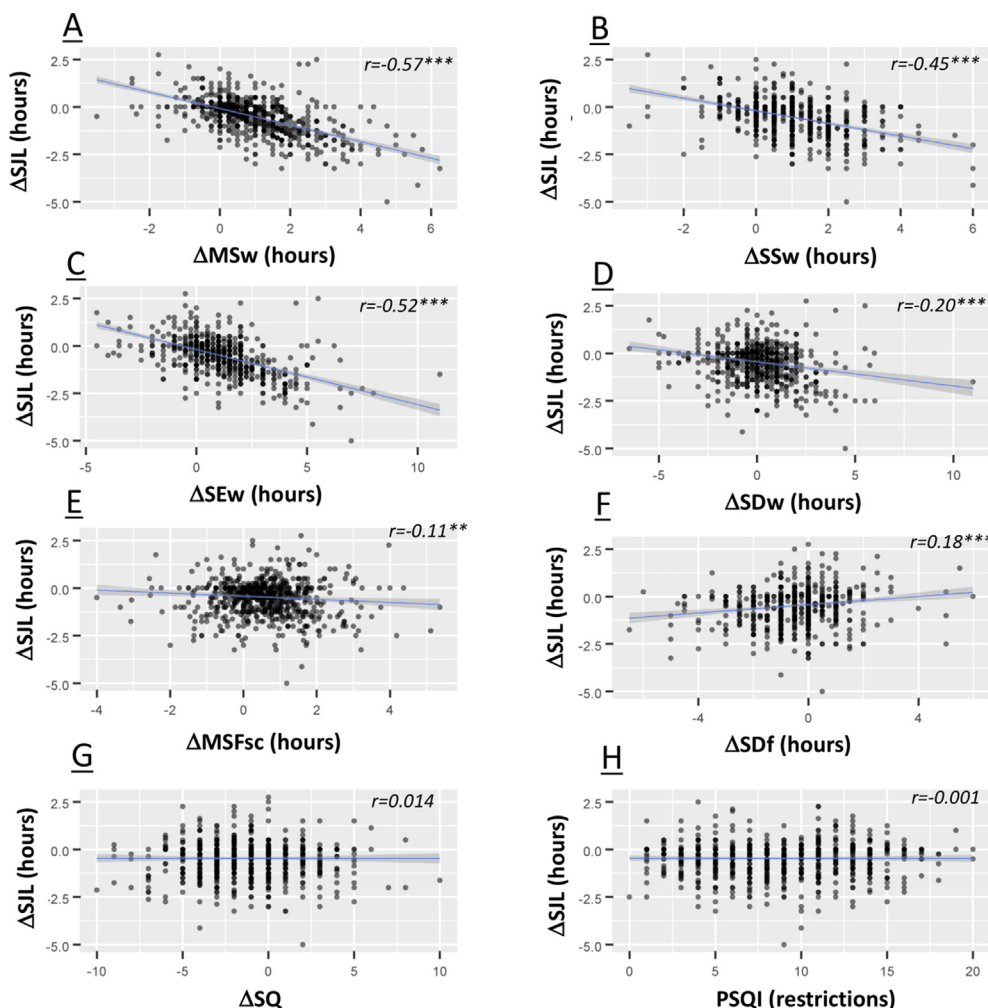 A
r=-0.57***
ΔSJL (hours)
2.5
0.0
-2.5
-5.0
-2
0
2
4
6
ΔMSw (hours)
B
r=-0.45***
ΔSJL (hours)
2.5
0.0
-2.5
-5.0
-2
0
2
4
6
ΔSSw (hours)
C
r=-0.52***
ΔSJL (hours)
2.5
0.0
-2.5
-5.0
-5
0
5
10
ΔSEw (hours)
D
r=-0.20***
ΔSJL (hours)
2.5
0.0
-2.5
-5.0
-5
0
5
10
ΔSDw (hours)
E
r=-0.11**
ΔSJL (hours)
2.5
0.0
-2.5
-5.0
-4
-2
0
2
4
ΔMSFsc (hours)
F
r=0.18***
ΔSJL (hours)
2.5
0.0
-2.5
-5.0
-4
0
4
ΔSDf (hours)
G
r=0.014
ΔSJL (hours)
2.5
0.0
-2.5
-5.0
-10
-5
0
5
10
ΔSQ
H
r=-0.001
ΔSJL (hours)
2.5
0.0
-2.5
-5.0
0
5
10
15
20
PSQI (restrictions)